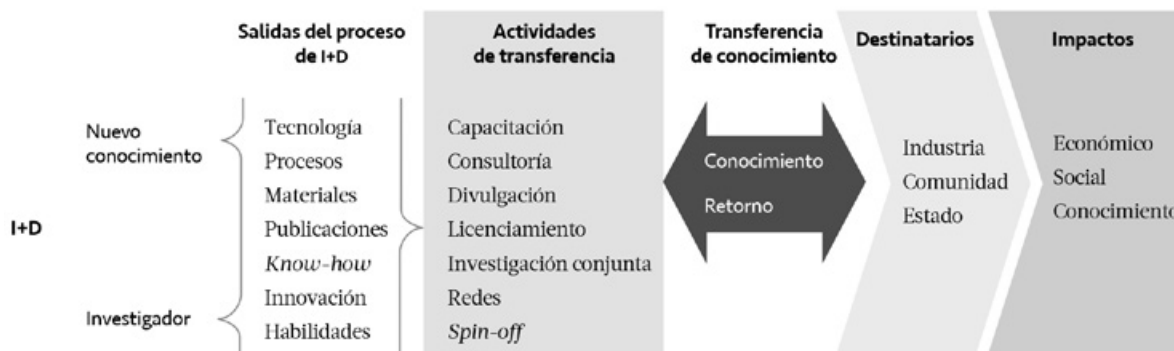 Salidas del proceso
de I+D
Actividades
de transferencia
Transferencia
de conocimiento
Destinatarios
Impactos
I+D
Nuevo
conocimiento
Investigador
Tecnología
Procesos
Materiales
Publicaciones
Know-how
Innovación
Habilidades
Capacitación
Consultoría
Divulgación
Licenciamiento
Investigación conjunta
Redes
Spin-off
Conocimiento
Retorno
Industria
Comunidad
Estado
Económico
Social
Conocimiento